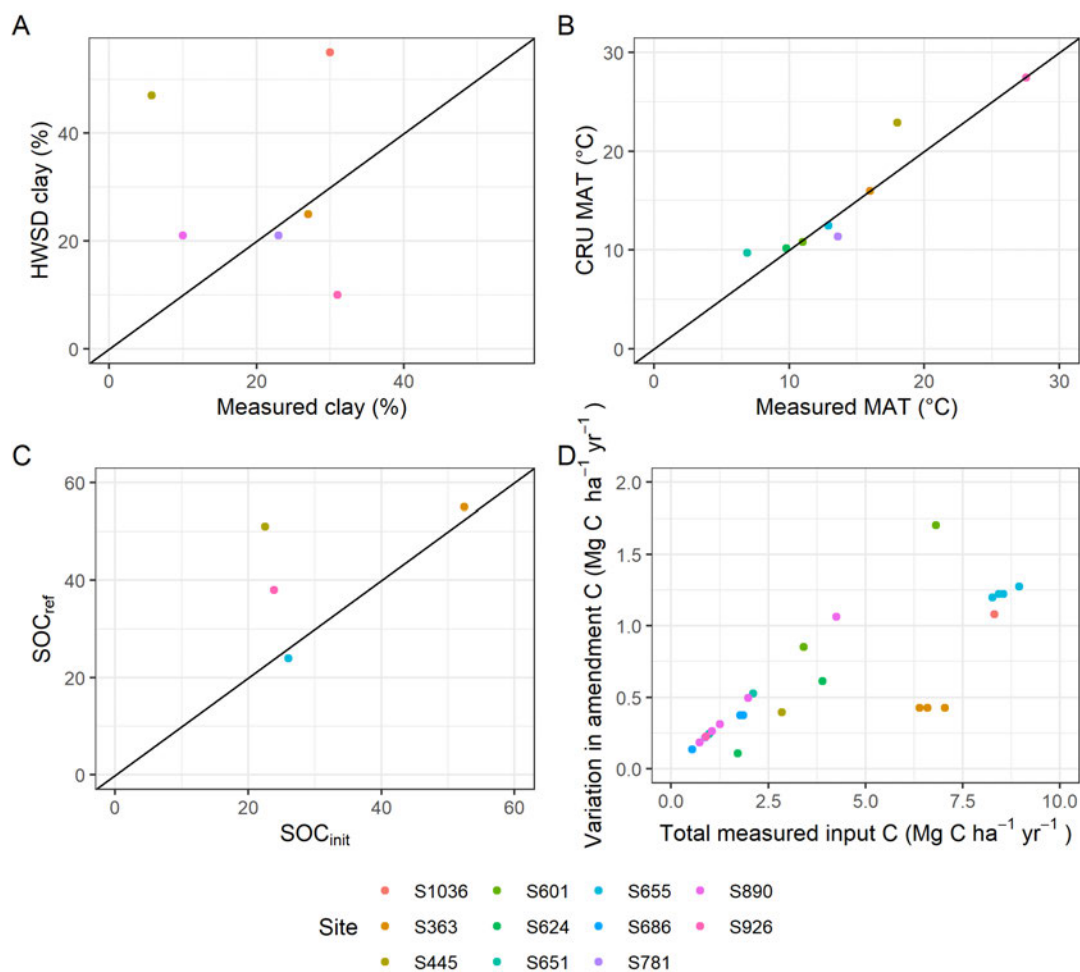 A
HWSD clay (%)
40
20
0
0 20 40
Measured clay (%)
B
CRU MAT (°C)
30
20
10
0
0 10 20 30
Measured MAT (°C)
C
SOCref
60
40
20
0
0 20 40 60
SOCinit
D
Variation in amendment C (Mg C ha−1 yr−1 )
2.0
1.5
1.0
0.5
0.0
0.0 2.5 5.0 7.5 10.0
Total measured input C (Mg C ha−1 yr−1 )
Site
S1036 S601 S655 S890
S363 S624 S686 S926
S445 S651 S781